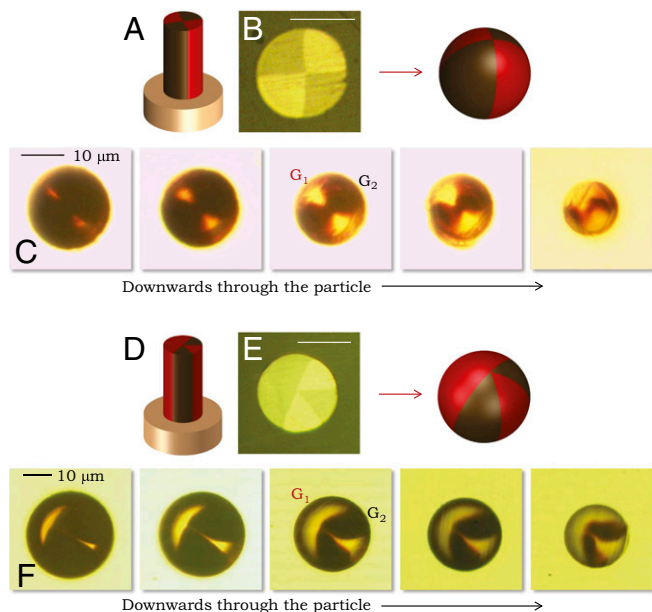 A
B
10 μm
G₁
G₂
C
Downwards through the particle
D
E
10 μm
G₁
G₂
F
Downwards through the particle